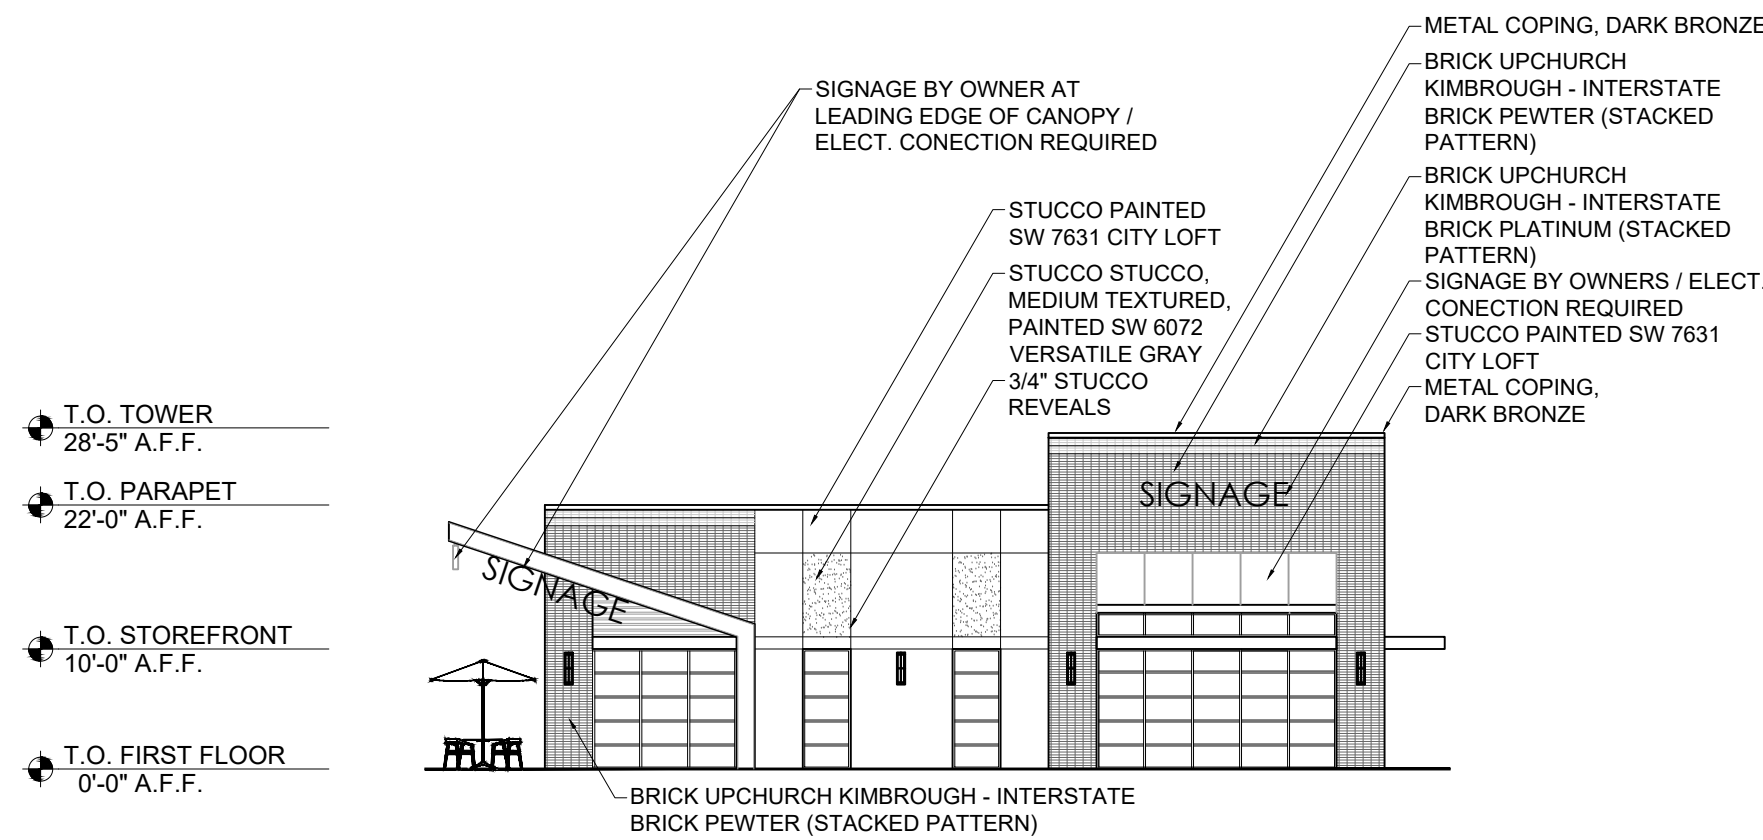 METAL COPING, DARK BRONZE
BRICK UPCHURCH
KIMBROUGH - INTERSTATE
BRICK PEWTER (STACKED
PATTERN)
BRICK UPCHURCH
KIMBROUGH - INTERSTATE
BRICK PLATINUM (STACKED
PATTERN)
SIGNAGE BY OWNERS / ELECT.
CONECTION REQUIRED
STUCCO PAINTED SW 7631
CITY LOFT
METAL COPING,
DARK BRONZE
SIGNAGE BY OWNER AT
LEADING EDGE OF CANOPY /
ELECT. CONECTION REQUIRED
STUCCO PAINTED
SW 7631 CITY LOFT
STUCCO STUCCO,
MEDIUM TEXTURED,
PAINTED SW 6072
VERSATILE GRAY
3/4" STUCCO
REVEALS
T.O. TOWER
28'-5" A.F.F.
T.O. PARAPET
22'-0" A.F.F.
T.O. STOREFRONT
10'-0" A.F.F.
T.O. FIRST FLOOR
0'-0" A.F.F.
SIGNAGE
SIGNAGE
BRICK UPCHURCH KIMBROUGH - INTERSTATE
BRICK PEWTER (STACKED PATTERN)